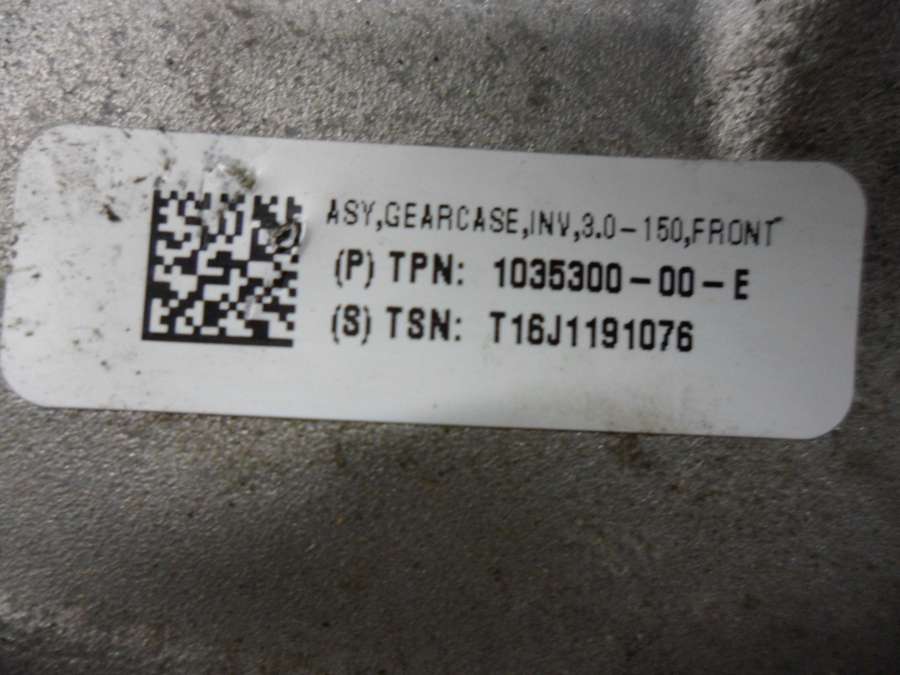 ASY,GEARCASE,INV,3.0-150,FRONT
(P) TPN: 1035300-00-E
(S) TSN: T16J1191076